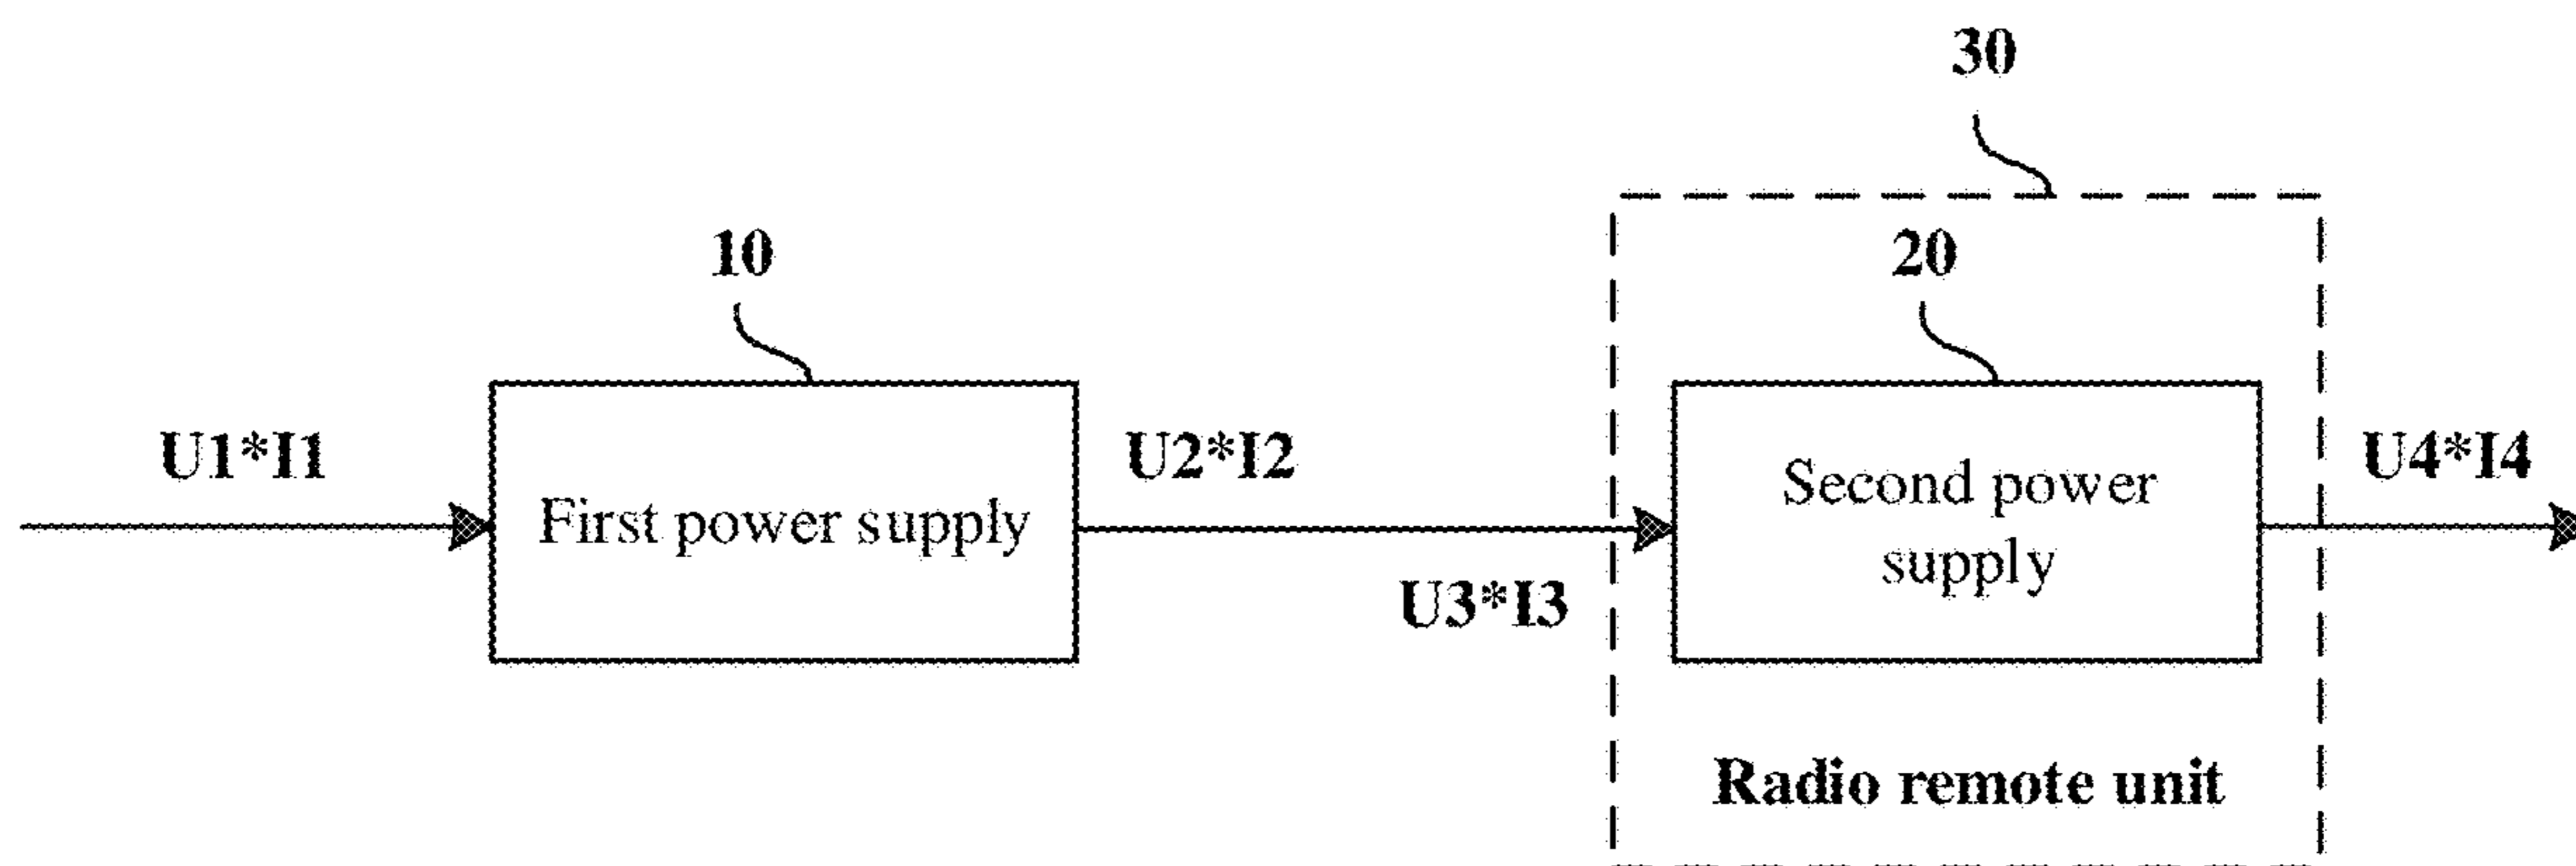 30
10
20
U1*I1
U2*I2
U4*I4
First power supply
Second power
supply
U3*I3
Radio remote unit